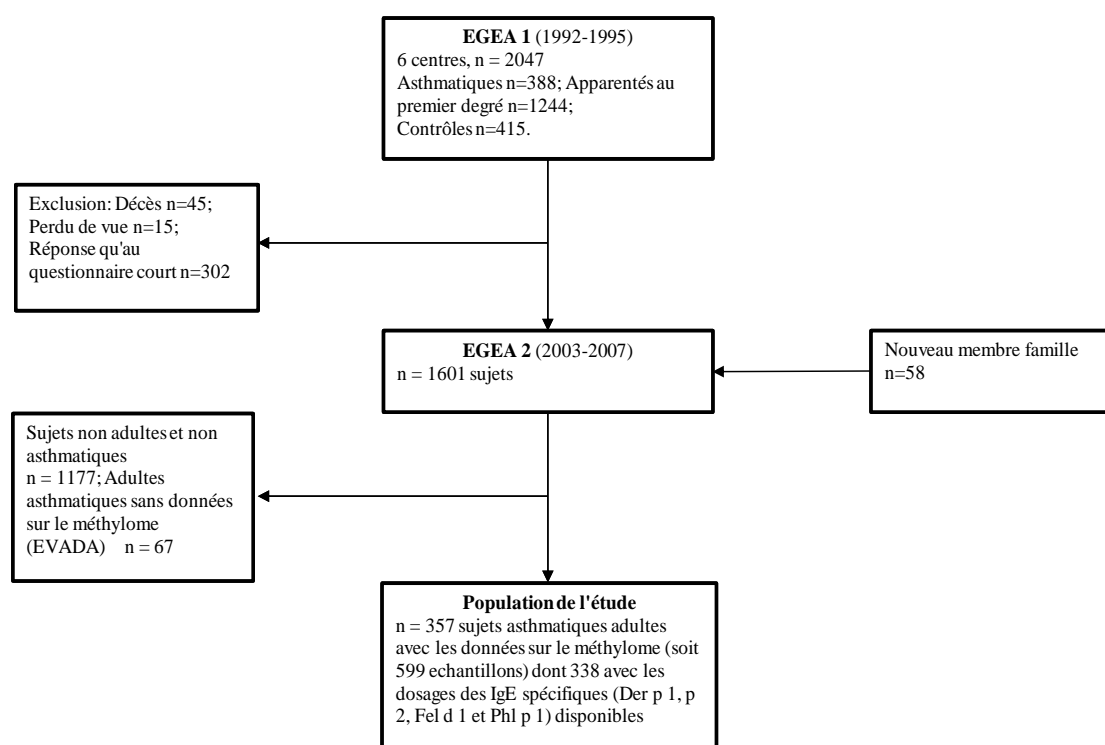 EGEA 1 (1992-1995)
6 centres, n = 2047
Asthmatiques n=388; Apparentés au
premier degré n=1244;
Contrôles n=415.
Exclusion: Décès n=45;
Perdu de vue n=15;
Réponse qu'au
questionnaire court n=302
EGEA 2 (2003-2007)
n = 1601 sujets
Nouveau membre famille
n=58
Sujets non adultes et non
asthmatiques
n = 1177; Adultes
asthmatiques sans données
sur le méthylome
(EVADA) n = 67
Population de l'étude
n = 357 sujets asthmatiques adultes
avec les données sur le méthylome (soit
599 echantillons) dont 338 avec les
dosages des IgE spécifiques (Der p 1, p
2, Fel d 1 et Phl p 1) disponibles